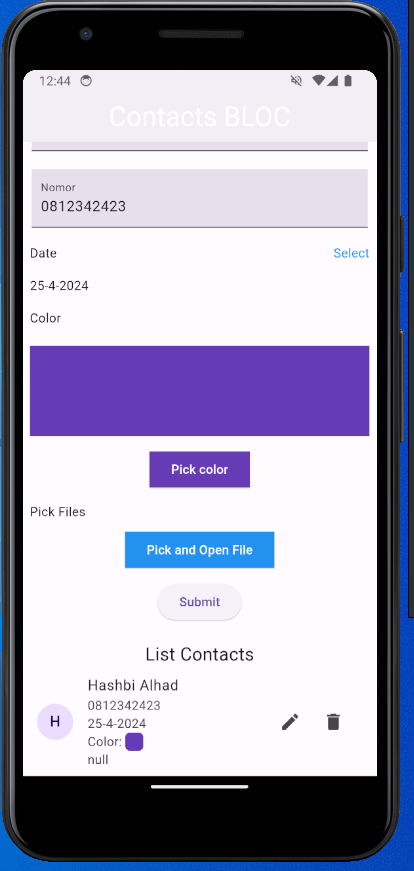 12:44
Contacts BLOC
Nomor
0812342423
Date
Select
25-4-2024
Color
Pick color
Pick Files
Pick and Open File
Submit
List Contacts
Hashbi Alhad
H
0812342423
25-4-2024
Color:
null